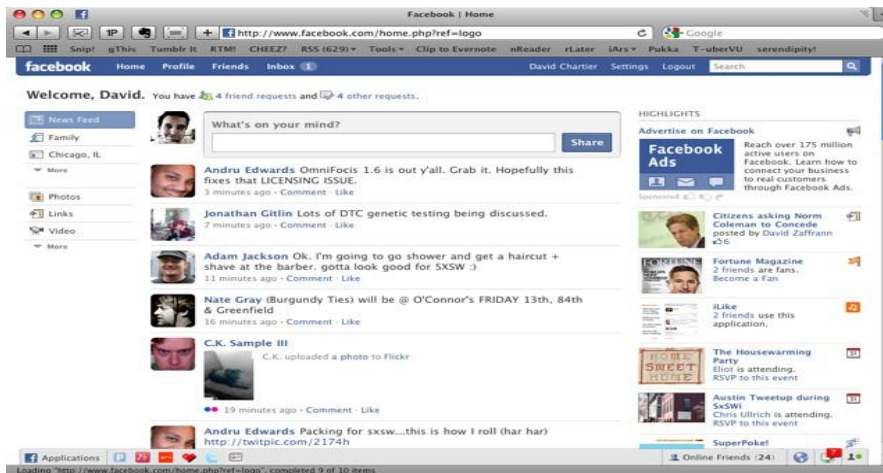 Facebook | Home
http://www.facebook.com/home.php?ref=logo
Google
Snip! gThis Tumblr It RTM! CHEEZ? RSS (629) Tools Clip to Evernote nReader rLater iArs Pukka T-uberVU serendipity!
facebook Home Profile Friends Inbox 1 David Chartier Settings Logout Search
Welcome, David. You have 4 friend requests and 4 other requests.
News Feed
Family
Chicago, IL
More
Photos
Links
Video
More
What's on your mind?
Share
Andru Edwards OmniFocis 1.6 is out y'all. Grab it. Hopefully this
fixes that LICENSING ISSUE.
3 minutes ago - Comment - Like
Jonathan Gitlin Lots of DTC genetic testing being discussed.
7 minutes ago - Comment - Like
Adam Jackson Ok. I'm going to go shower and get a haircut +
shave at the barber. gotta look good for SXSW :)
11 minutes ago - Comment - Like
Nate Gray (Burgundy Ties) will be @ O'Connor's FRIDAY 13th, 84th
& Greenfield
16 minutes ago - Comment - Like
C.K. Sample III
C.K. uploaded a photo to Flickr
19 minutes ago - Comment - Like
Andru Edwards Packing for sxsw...this is how I roll (har har)
http://twitpic.com/2174h
HIGHLIGHTS
Advertise on Facebook
Facebook
Ads
Reach over 175 million
active users on
Facebook. Learn how to
connect your business
to real customers
through Facebook Ads.
Sponsored
Citizens asking Norm
Coleman to Concede
posted by David Zaffrann
6
FORTUNE
Fortune Magazine
2 friends are fans.
Become a Fan
iLike
2 friends use this
application.
HOME
SWEET
HOME
The Housewarming
Party
Eliot is attending.
RSVP to this event
Austin Tweetup during
SxSWi
Chris Ullrich is attending.
RSVP to this event
SuperPoke!
Applications
Online Friends (24)
Loading "http://www.facebook.com/home.php?ref=logo", completed 9 of 10 items